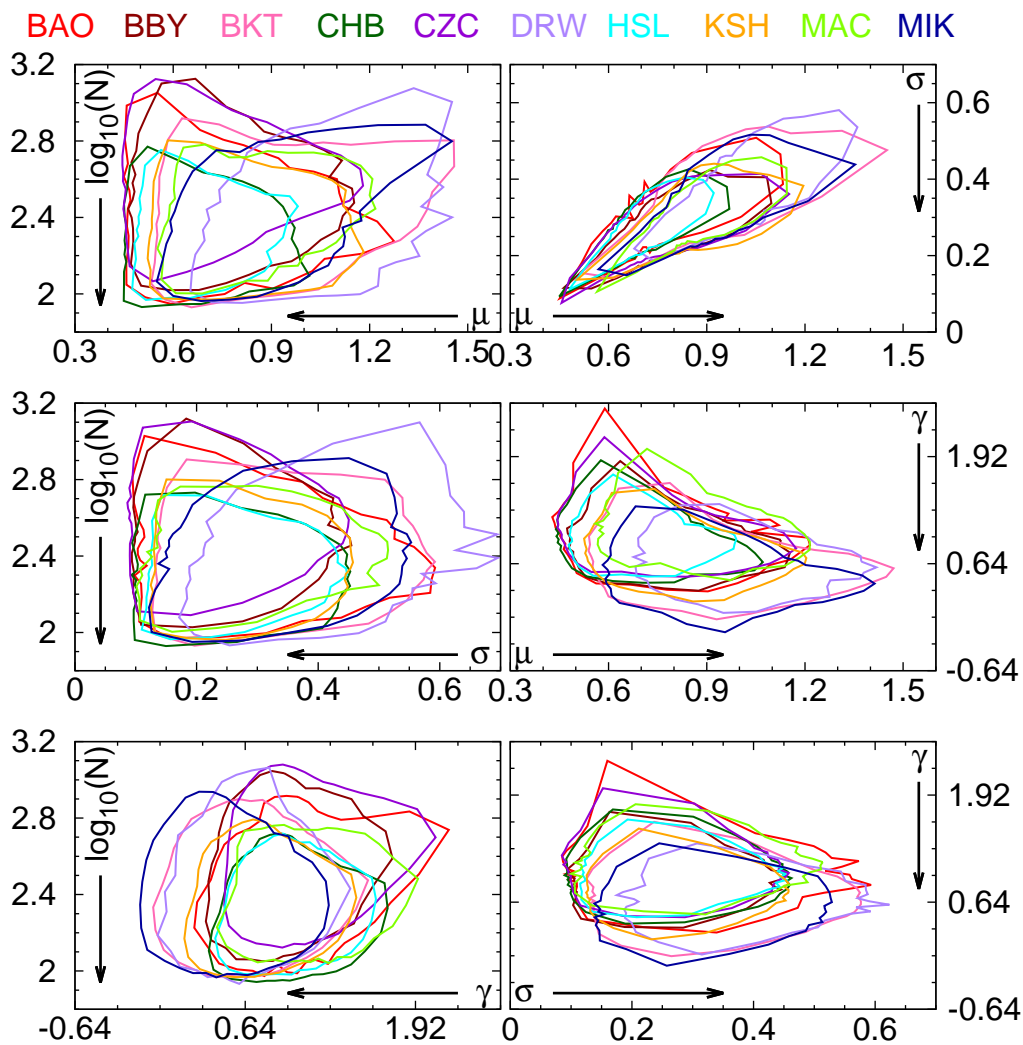 BAO BBY BKT CHB CZC DRW HSL KSH MAC MIK
3.2
2.8
2.4
2
log10(N)
μ
0.3 0.6 0.9 1.2 1.5
σ
0.6
0.4
0.2
0
μ
0.3 0.6 0.9 1.2 1.5
3.2
2.8
2.4
2
log10(N)
σ
0 0.2 0.4 0.6
γ
1.92
0.64
-0.64
μ
0.3 0.6 0.9 1.2 1.5
3.2
2.8
2.4
2
log10(N)
γ
-0.64 0.64 1.92
γ
1.92
0.64
-0.64
σ
0 0.2 0.4 0.6